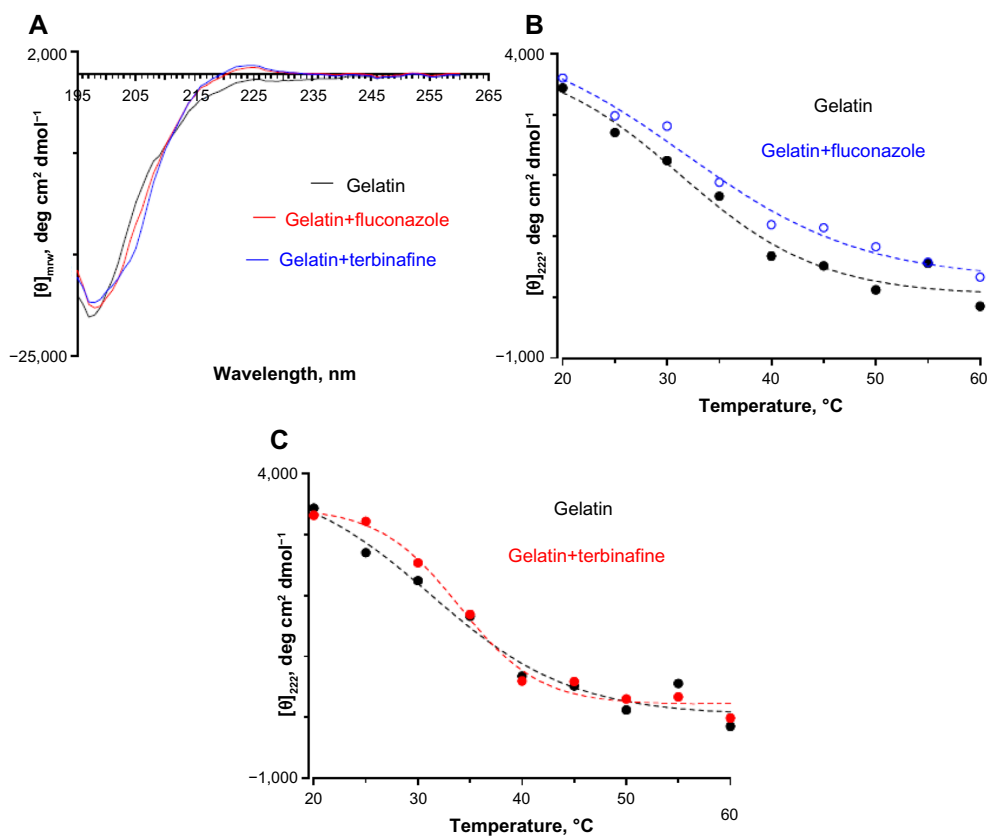 A
2,000
195 205 215 225 235 245 255 265
[θ]mrw, deg cm² dmol⁻¹
Gelatin
Gelatin+fluconazole
Gelatin+terbinafine
−25,000
Wavelength, nm
B
4,000
[θ]222, deg cm² dmol⁻¹
Gelatin
Gelatin+fluconazole
−1,000
20 30 40 50 60
Temperature, °C
C
4,000
[θ]222, deg cm² dmol⁻¹
Gelatin
Gelatin+terbinafine
−1,000
20 30 40 50 60
Temperature, °C